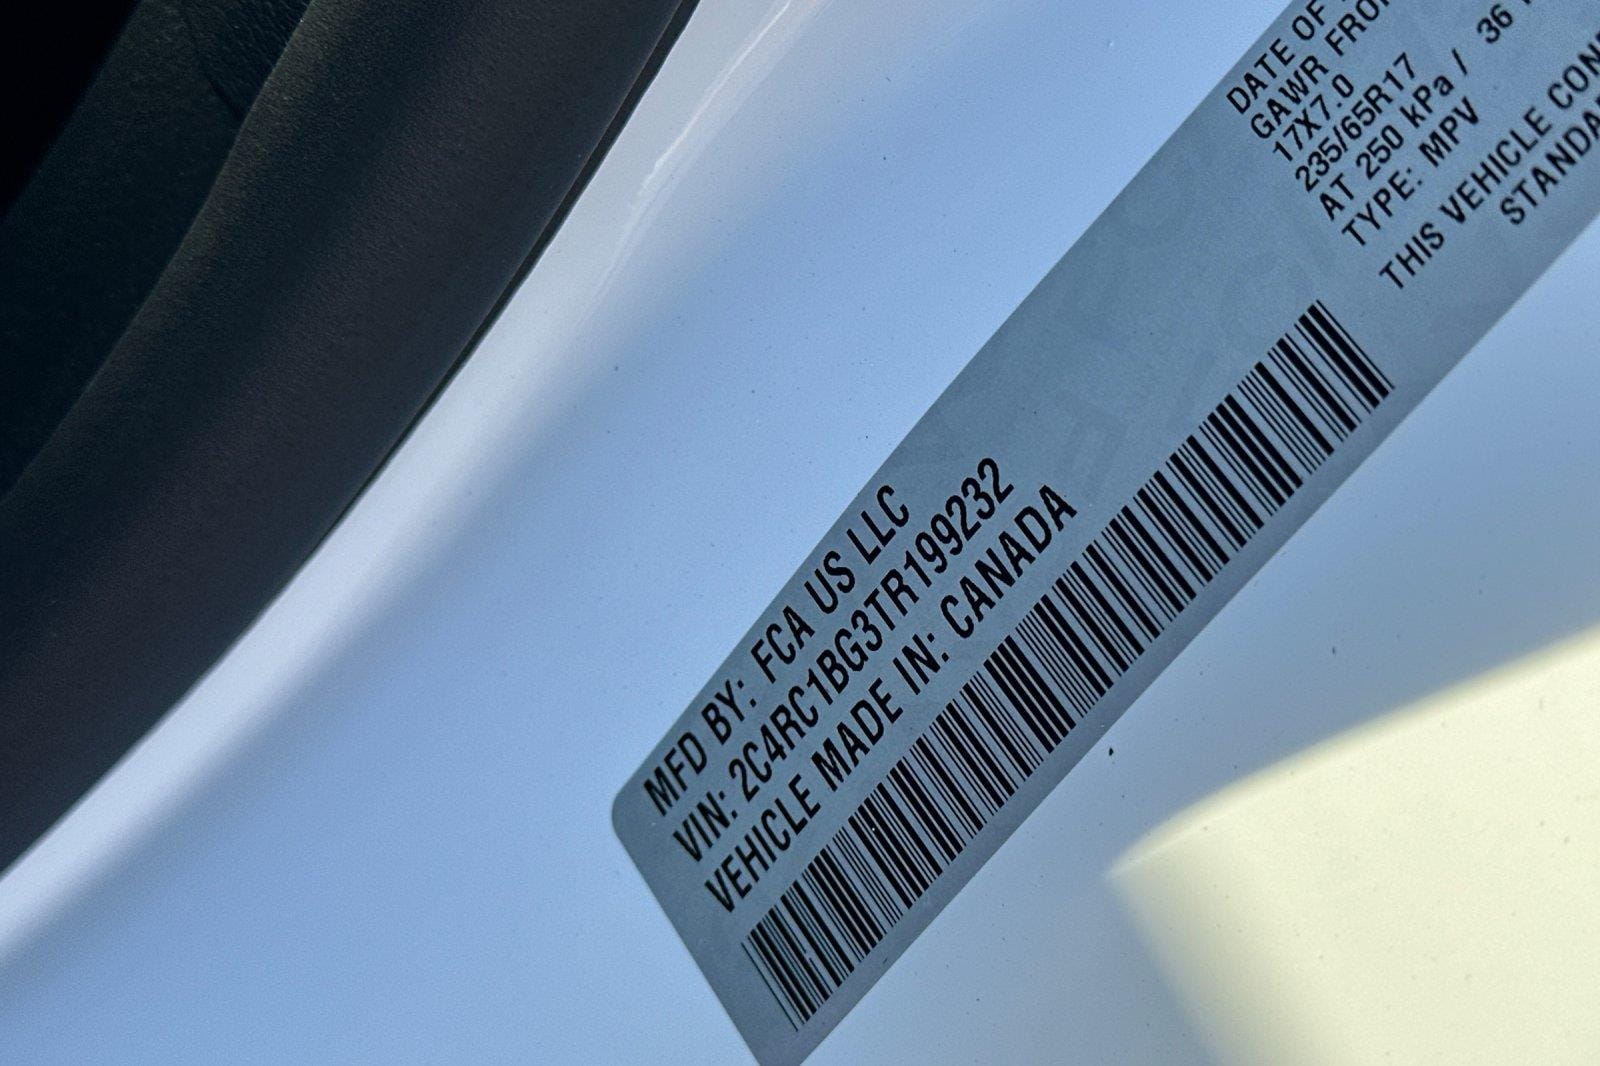 MFD BY: FCA US LLC
VIN: 2C4RC1BG3TR199232
VEHICLE MADE IN: CANADA
DATE OF
GAWR FRO
17X7.0
235/65R17
AT 250 kPa / 36
TYPE: MPV
THIS VEHICLE CON
STANDA